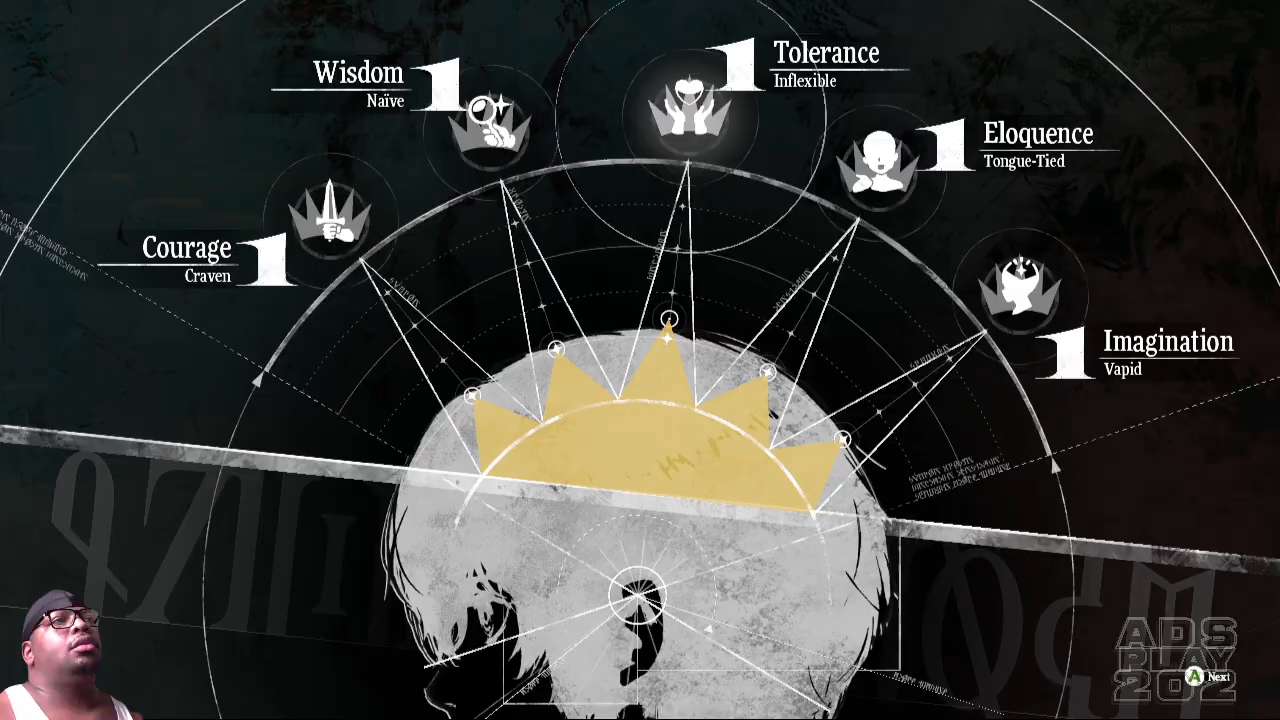 Tolerance
1
Inflexible
Wisdom
1
Naïve
Eloquence
1
Tongue-Tied
Courage
1
Craven
Imagination
1
Vapid
ADS
PLAY
202
A Next